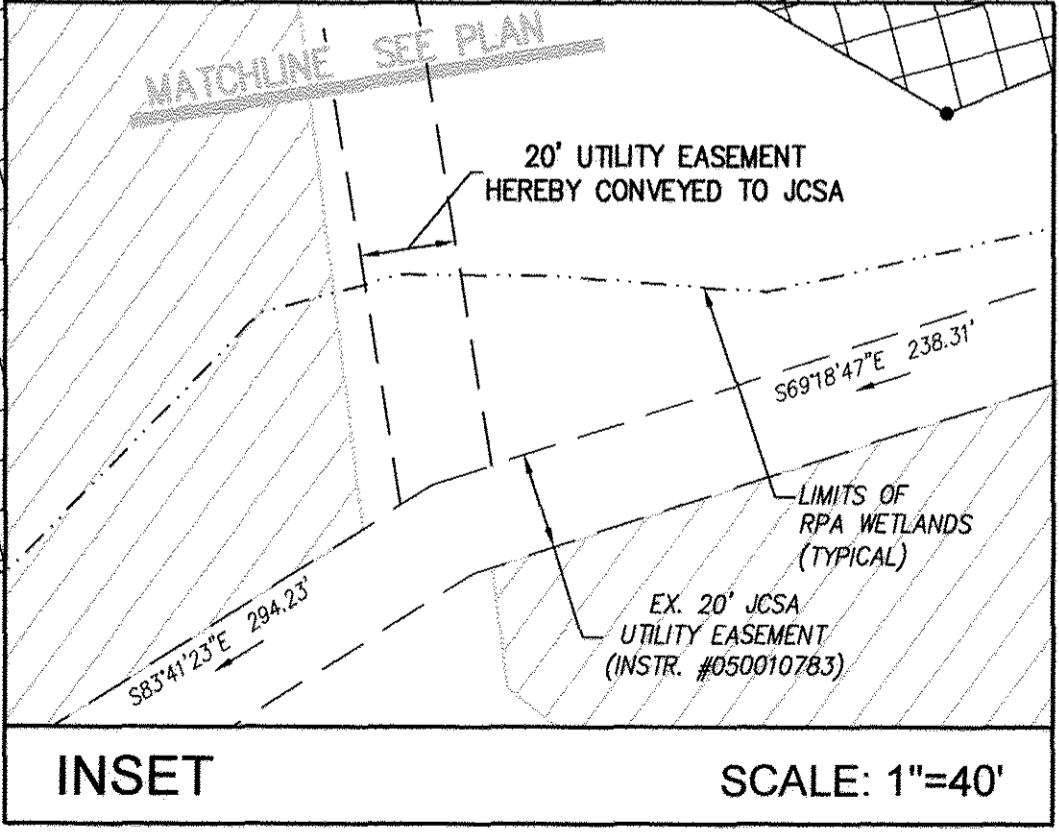 MATCHLINE SEE PLAN
20' UTILITY EASEMENT
HEREBY CONVEYED TO JCSA
S69°18'47"E 238.31'
LIMITS OF
RPA WETLANDS
(TYPICAL)
EX. 20' JCSA
UTILITY EASEMENT
(INSTR. #050010783)
S83°41'23"E 294.23'
INSET
SCALE: 1"=40'